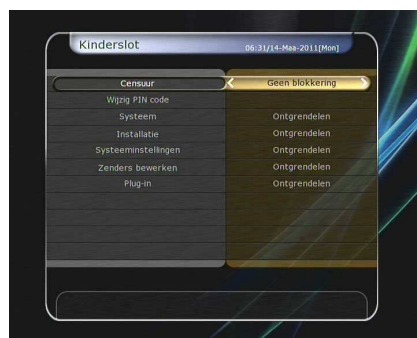 Kinderslot 06:31/14-Maa-2011[Mon]
Censuur Geen blokkering
Wijzig PIN code
Systeem Ontgrendelen
Installatie Ontgrendelen
Systeeminstellingen Ontgrendelen
Zenders bewerken Ontgrendelen
Plug-in Ontgrendelen